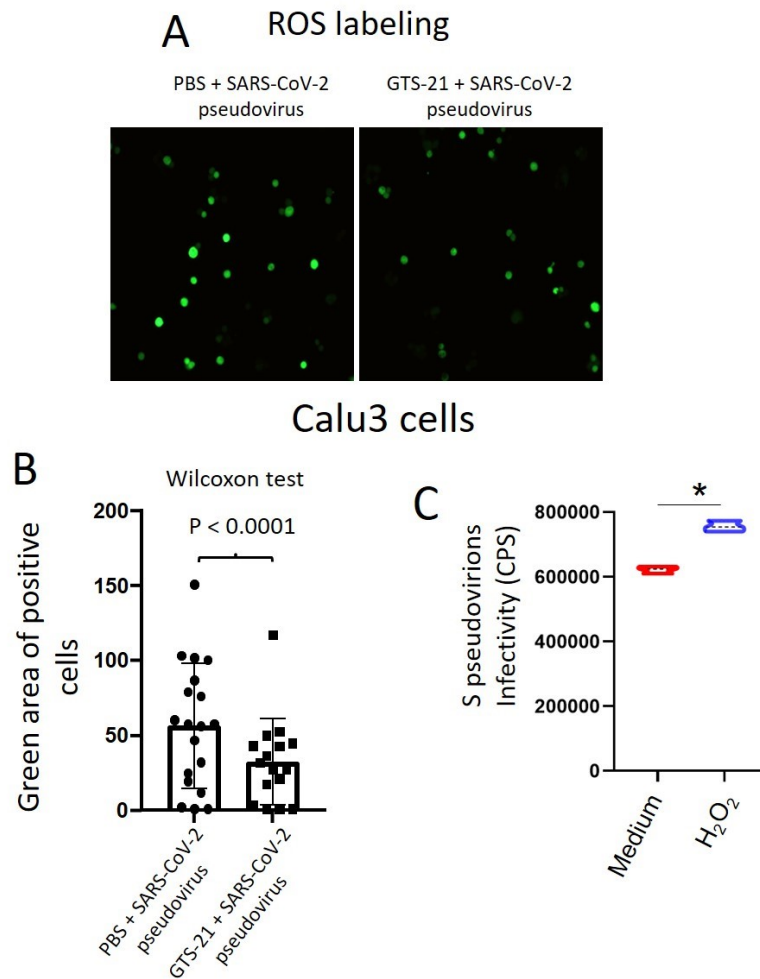 A
ROS labeling
PBS + SARS-CoV-2
pseudovirus
GTS-21 + SARS-CoV-2
pseudovirus
Calu3 cells
B
Wilcoxon test
P < 0.0001
200
150
100
50
0
Green area of positive
cells
PBS + SARS-CoV-2
pseudovirus
GTS-21 + SARS-CoV-2
pseudovirus
C
*
800000
600000
400000
200000
0
S pseudovirions
Infectivity (CPS)
Medium
H₂O₂